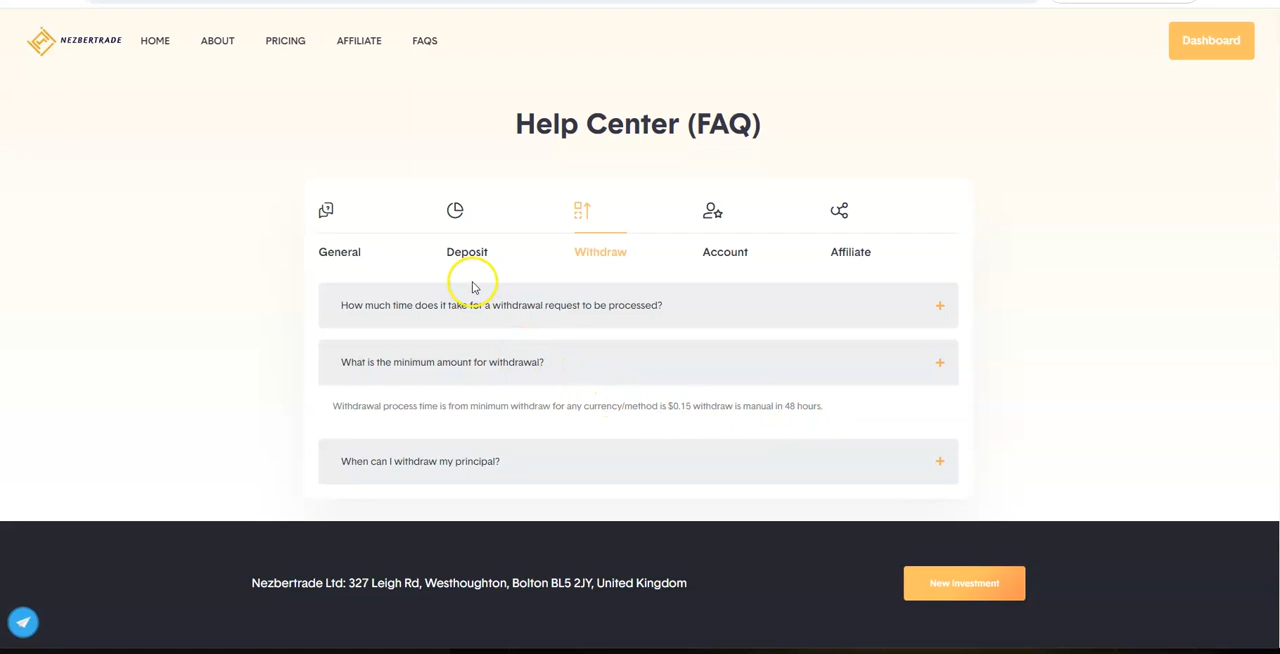 NEZBERTRADE HOME ABOUT PRICING AFFILIATE FAQS Dashboard
Help Center (FAQ)
General Deposit Withdraw Account Affiliate
How much time does it take for a withdrawal request to be processed? +
What is the minimum amount for withdrawal? +
Withdrawal process time is from minimum withdraw for any currency/method is $0.15 withdraw is manual in 48 hours.
When can I withdraw my principal? +
Nezbertrade Ltd: 327 Leigh Rd, Westhoughton, Bolton BL5 2JY, United Kingdom New Investment